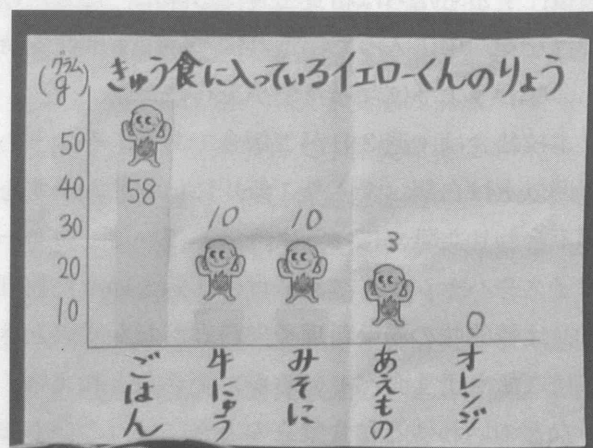 きゅう食に入っているイエローくんのりょう
(グラム g)
50
40
30
20
10
58
10
10
3
0
ごはん
牛にゅう
みそに
あえもの
オレンジ